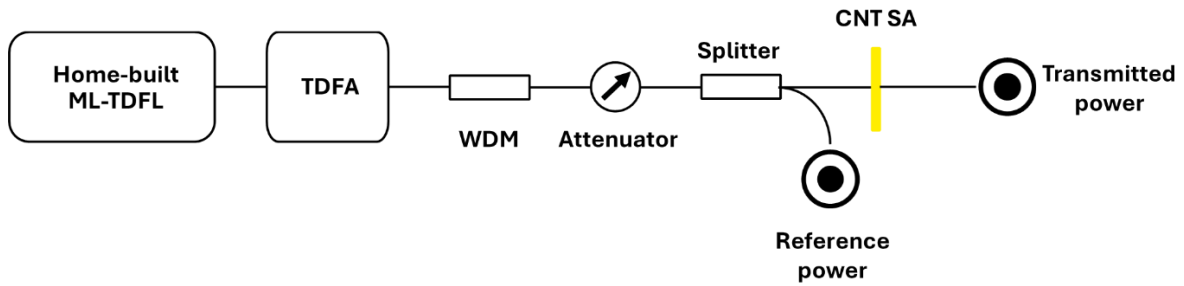 CNT SA
Splitter
Home-built
ML-TDFL
TDFA
Transmitted
power
WDM
Attenuator
Reference
power